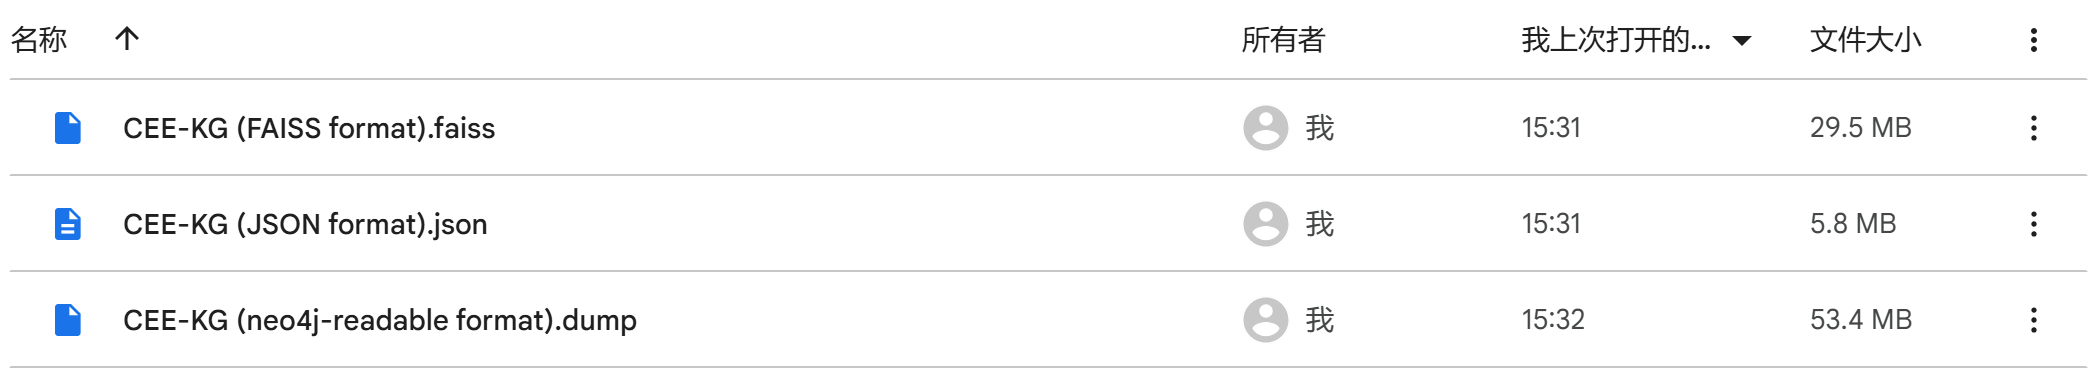 名称 所有者 我上次打开的... 文件大小
CEE-KG (FAISS format).faiss 我 15:31 29.5 MB
CEE-KG (JSON format).json 我 15:31 5.8 MB
CEE-KG (neo4j-readable format).dump 我 15:32 53.4 MB